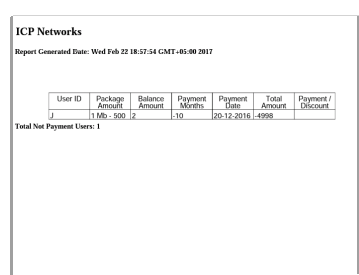 ICP Networks
Report Generated Date: Wed Feb 22 18:57:54 GMT+05:00 2017
User ID Package Amount Balance Amount Payment Months Payment Date Total Amount Payment / Discount
J 1 Mb - 500 2 -10 20-12-2016 -4998
Total Not Payment Users: 1